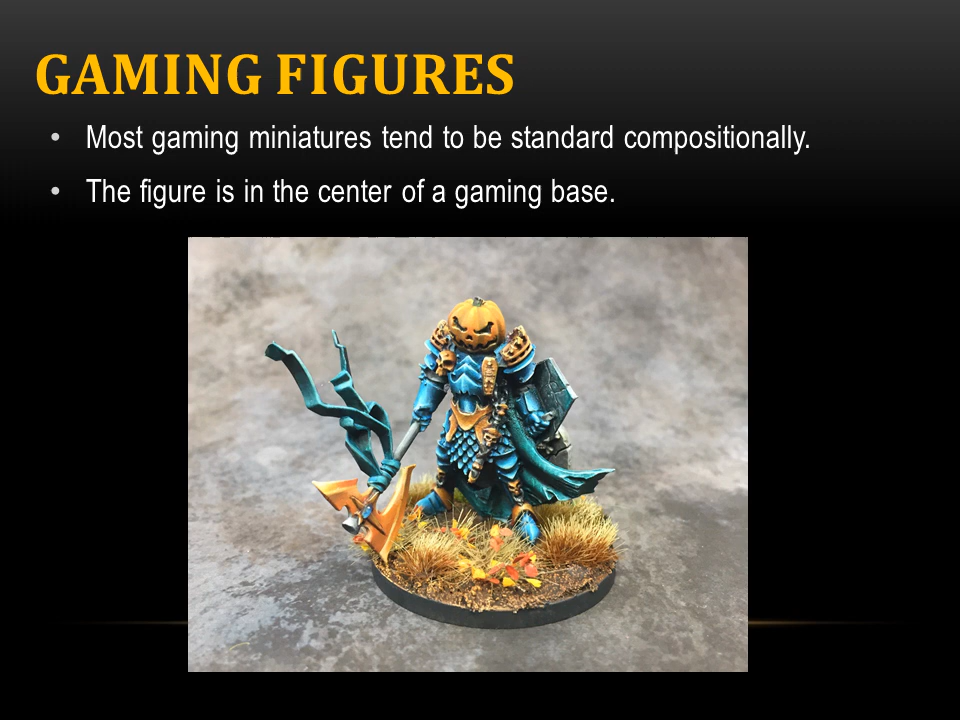 GAMING FIGURES
• Most gaming miniatures tend to be standard compositionally.
• The figure is in the center of a gaming base.